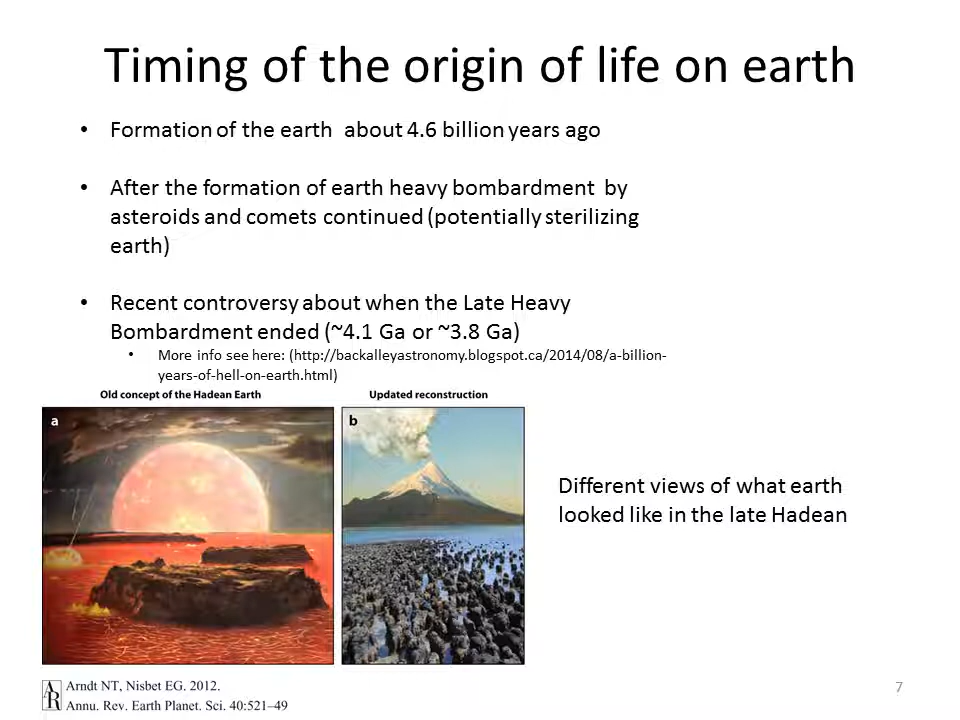 Timing of the origin of life on earth
• Formation of the earth about 4.6 billion years ago
• After the formation of earth heavy bombardment by
asteroids and comets continued (potentially sterilizing
earth)
• Recent controversy about when the Late Heavy
Bombardment ended (~4.1 Ga or ~3.8 Ga)
• More info see here: (http://backalleyastronomy.blogspot.ca/2014/08/a-billion-
years-of-hell-on-earth.html)
Old concept of the Hadean Earth
Updated reconstruction
a
b
Different views of what earth
looked like in the late Hadean
AR
Arndt NT, Nisbet EG. 2012.
Annu. Rev. Earth Planet. Sci. 40:521–49
7